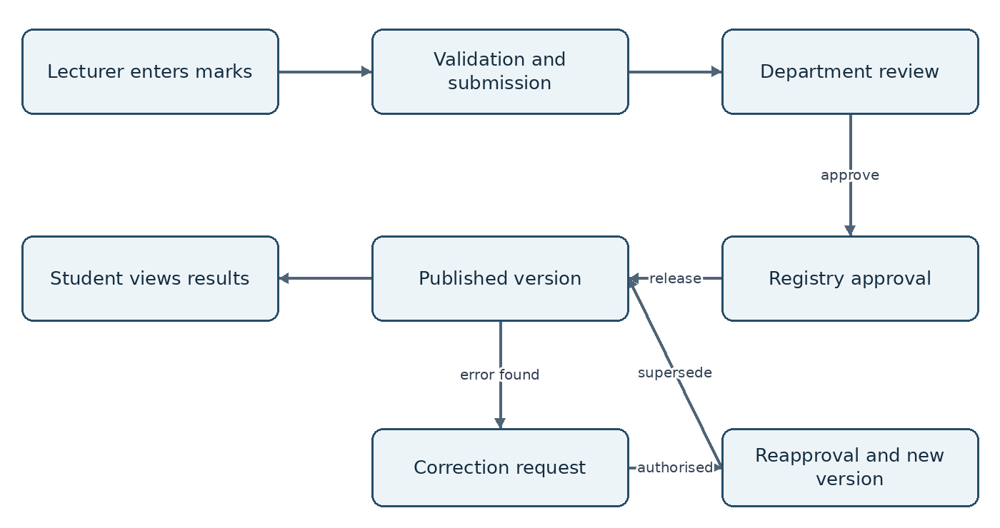 Lecturer enters marks
Validation and
submission
Department review
approve
Student views results
Published version
release
Registry approval
supersede
error found
Correction request
authorised
Reapproval and new
version